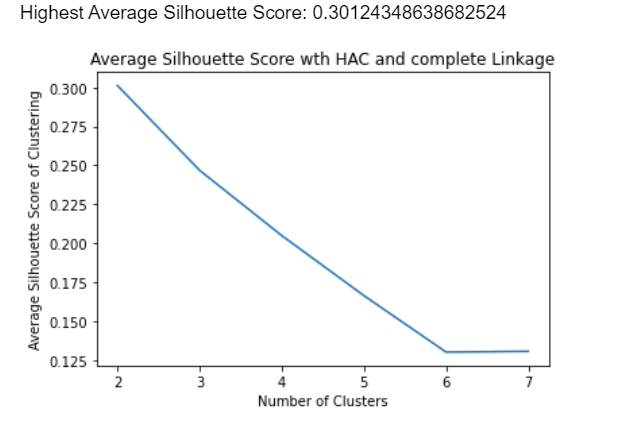 Highest Average Silhouette Score: 0.30124348638682524
Average Silhouette Score wth HAC and complete Linkage
Average Silhouette Score of Clustering
0.300
0.275
0.250
0.225
0.200
0.175
0.150
0.125
2 3 4 5 6 7
Number of Clusters